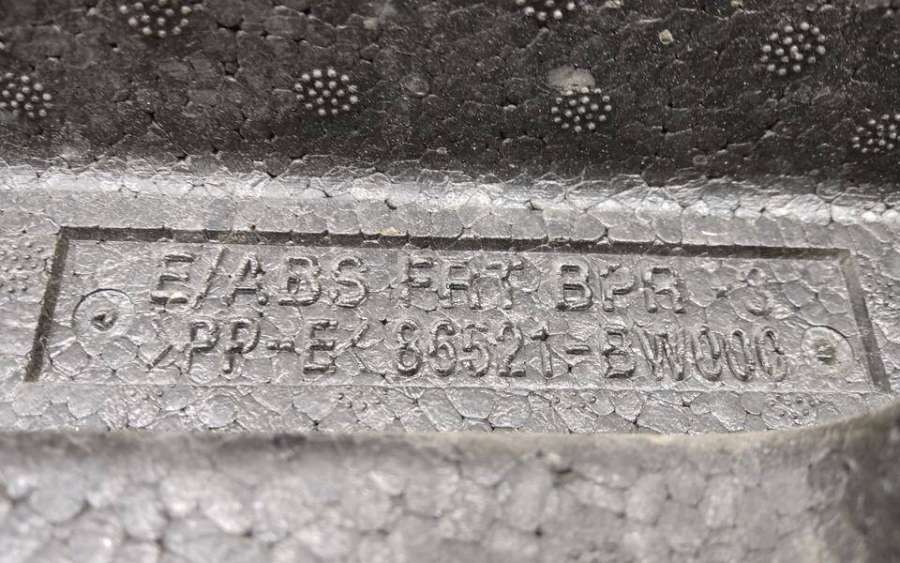 E/ABS FRT BPR - 3
>PP-E< 86521-BW000